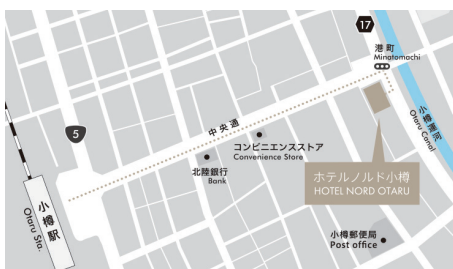 17
港町
Minatomachi
5
中央通
小樽運河
Otaru Canal
コンビニエンスストア
Convenience Store
北陸銀行
Bank
ホテルノルド小樽
HOTEL NORD OTARU
小樽駅
Otaru Sta.
小樽郵便局
Post office